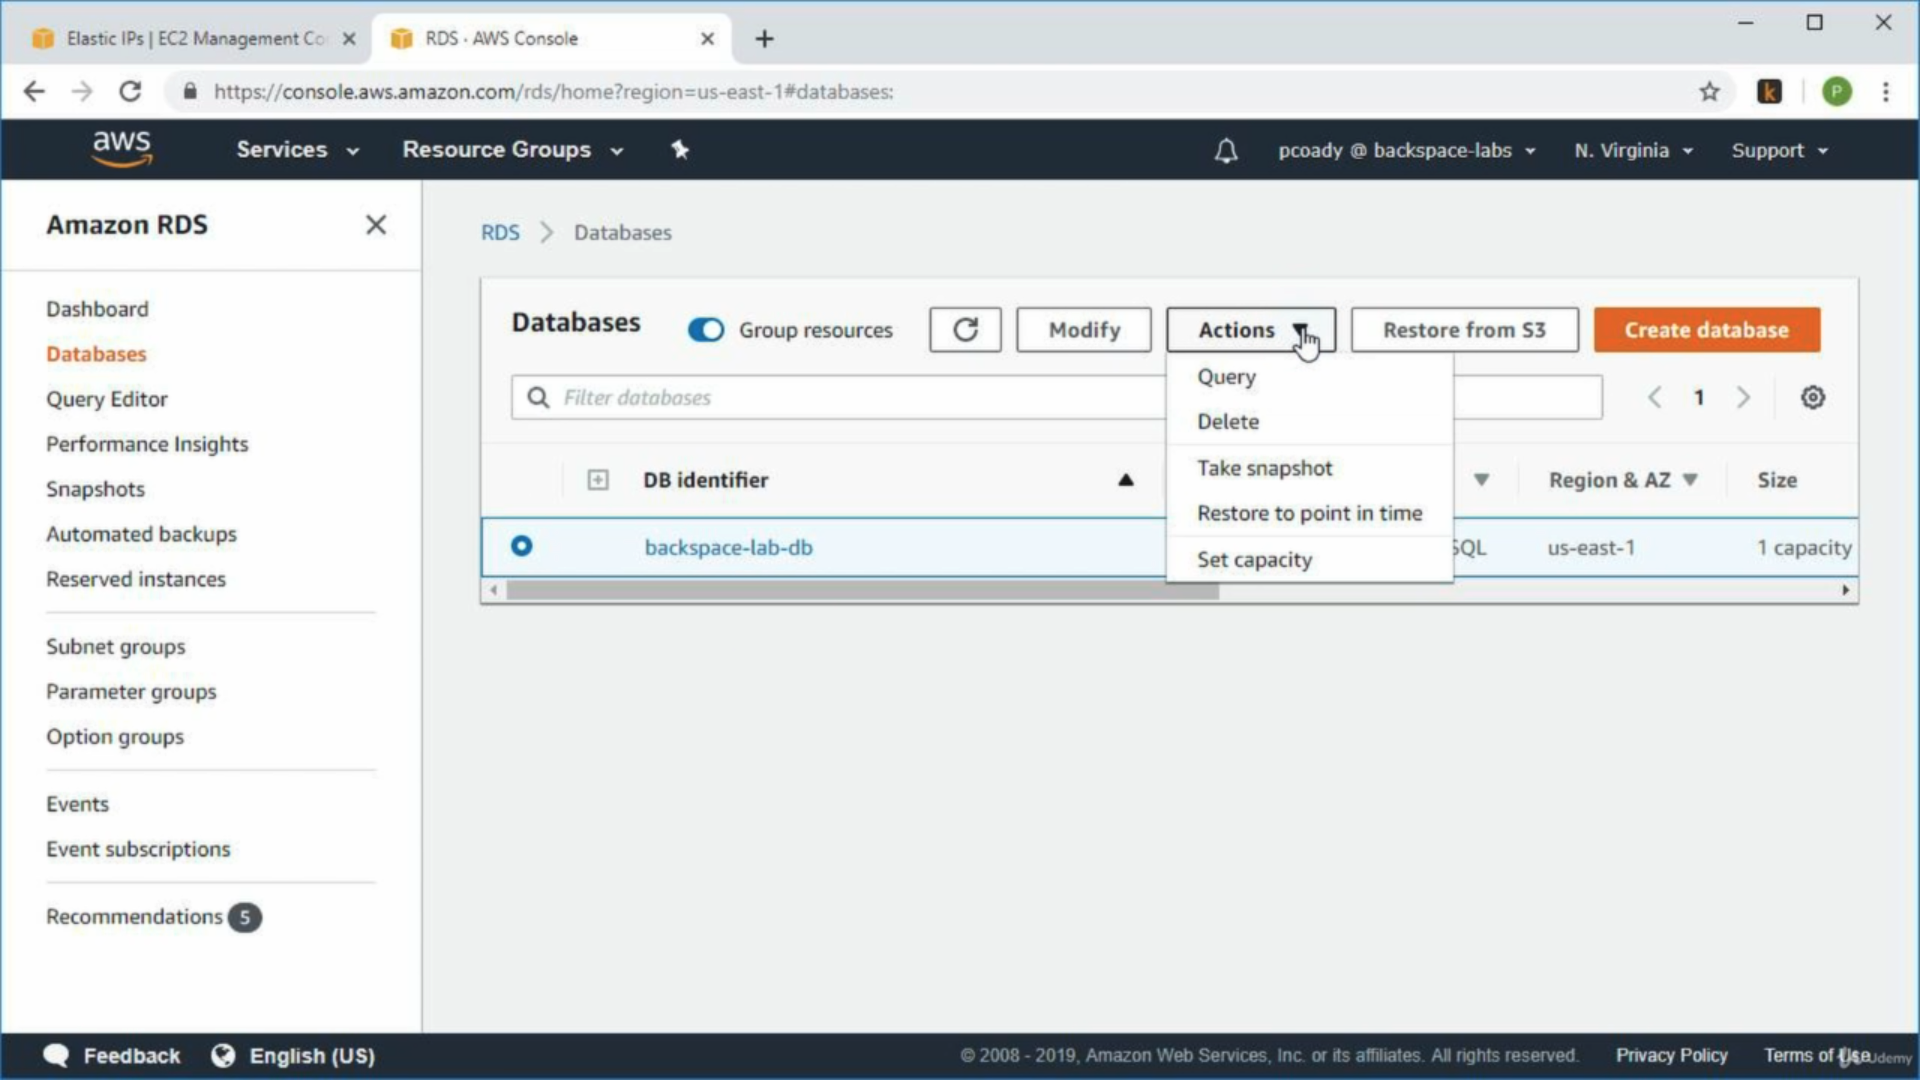 Elastic IPs | EC2 Management Co
RDS · AWS Console
https://console.aws.amazon.com/rds/home?region=us-east-1#databases:
k
P
aws
Services
Resource Groups
pcoady @ backspace-labs
N. Virginia
Support
Amazon RDS
Dashboard
Databases
Query Editor
Performance Insights
Snapshots
Automated backups
Reserved instances
Subnet groups
Parameter groups
Option groups
Events
Event subscriptions
Recommendations 5
RDS > Databases
Databases
Group resources
Modify
Actions
Restore from S3
Create database
Filter databases
1
Query
Delete
Take snapshot
Restore to point in time
Set capacity
DB identifier
Region & AZ
Size
backspace-lab-db
SQL
us-east-1
1 capacity
Feedback
English (US)
© 2008 - 2019, Amazon Web Services, Inc. or its affiliates. All rights reserved.
Privacy Policy
Terms of Use
Udemy